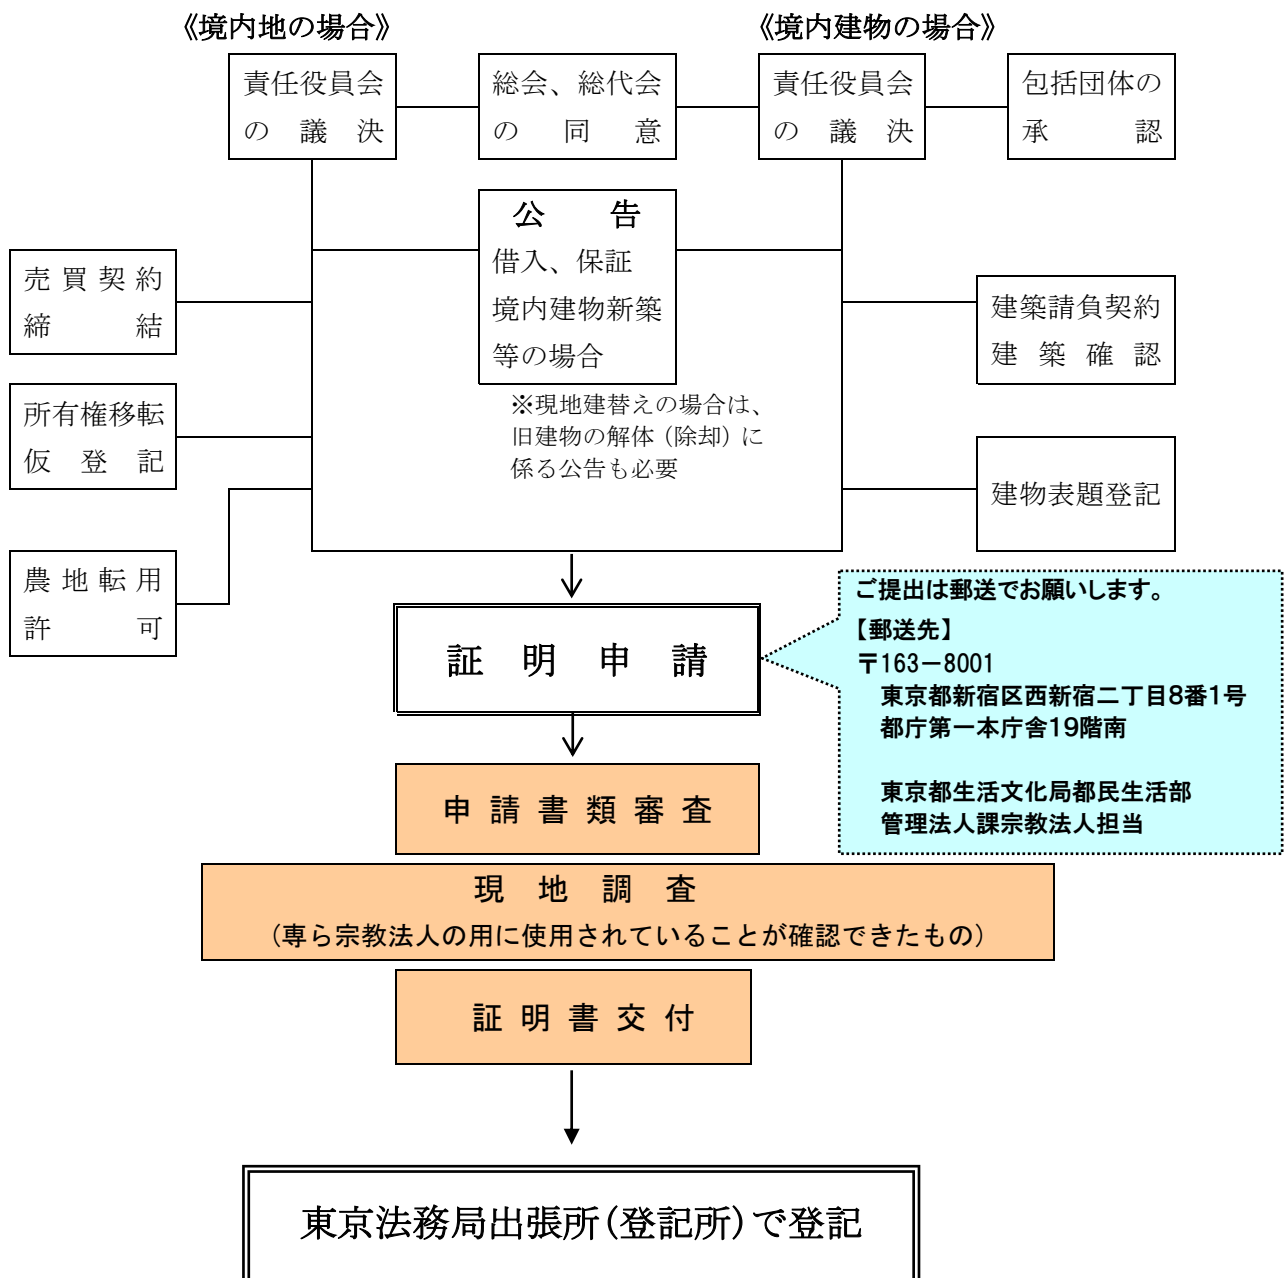 《境内地の場合》
《境内建物の場合》
責任役員会
の議決
総会、総代会
の同意
責任役員会
の議決
包括団体の
承認
公告
借入、保証
境内建物新築
等の場合
※現地建替えの場合は、
旧建物の解体（除却）に
係る公告も必要
売買契約
締結
所有権移転
仮登記
農地転用
許可
建築請負契約
建築確認
建物表題登記
証明申請
ご提出は郵送でお願いします。
【郵送先】
〒163－8001
東京都新宿区西新宿二丁目8番1号
都庁第一本庁舎19階南
東京都生活文化局都民生活部
管理法人課宗教法人担当
申請書類審査
現地調査
（専ら宗教法人の用に使用されていることが確認できたもの）
証明書交付
東京法務局出張所（登記所）で登記